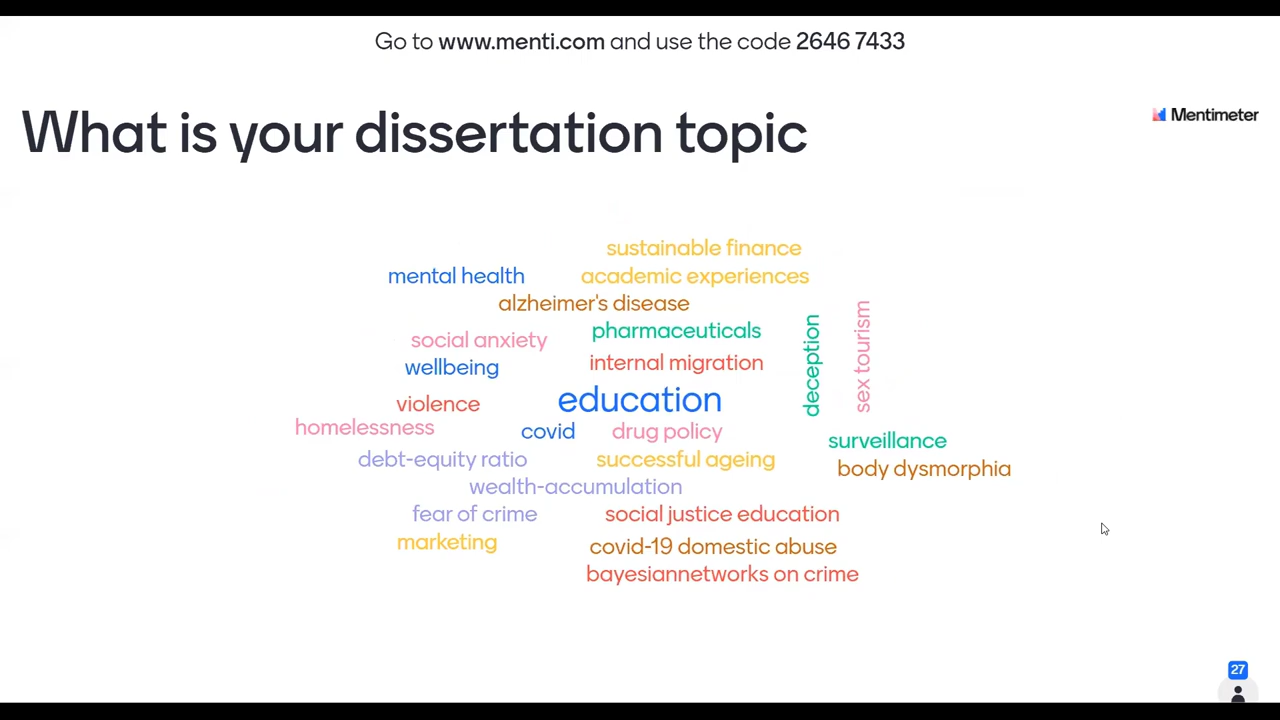 Go to www.menti.com and use the code 2646 7433
What is your dissertation topic
Mentimeter
sustainable finance
mental health
academic experiences
alzheimer's disease
social anxiety
pharmaceuticals
deception
sex tourism
wellbeing
internal migration
violence
education
homelessness
covid
drug policy
surveillance
debt-equity ratio
successful ageing
body dysmorphia
wealth-accumulation
fear of crime
social justice education
marketing
covid-19 domestic abuse
bayesiannetworks on crime
27